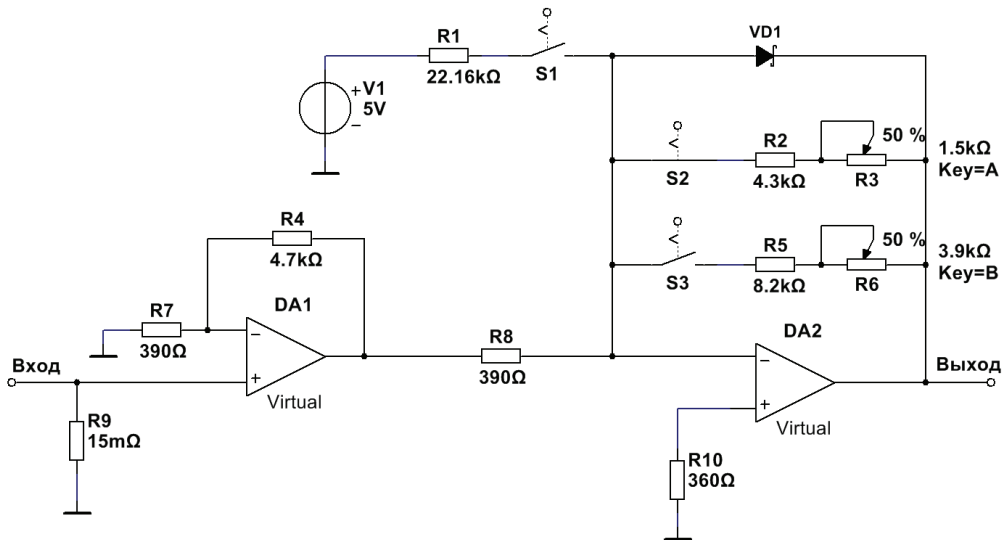 R1
22.16kΩ
S1
VD1
+V1
5V
−
S2
R2
4.3kΩ
50 %
R3
1.5kΩ
Key=A
S3
R5
8.2kΩ
50 %
R6
3.9kΩ
Key=B
R4
4.7kΩ
R7
390Ω
DA1
−
+
Virtual
Вход
R9
15mΩ
R8
390Ω
DA2
−
+
Virtual
Выход
R10
360Ω